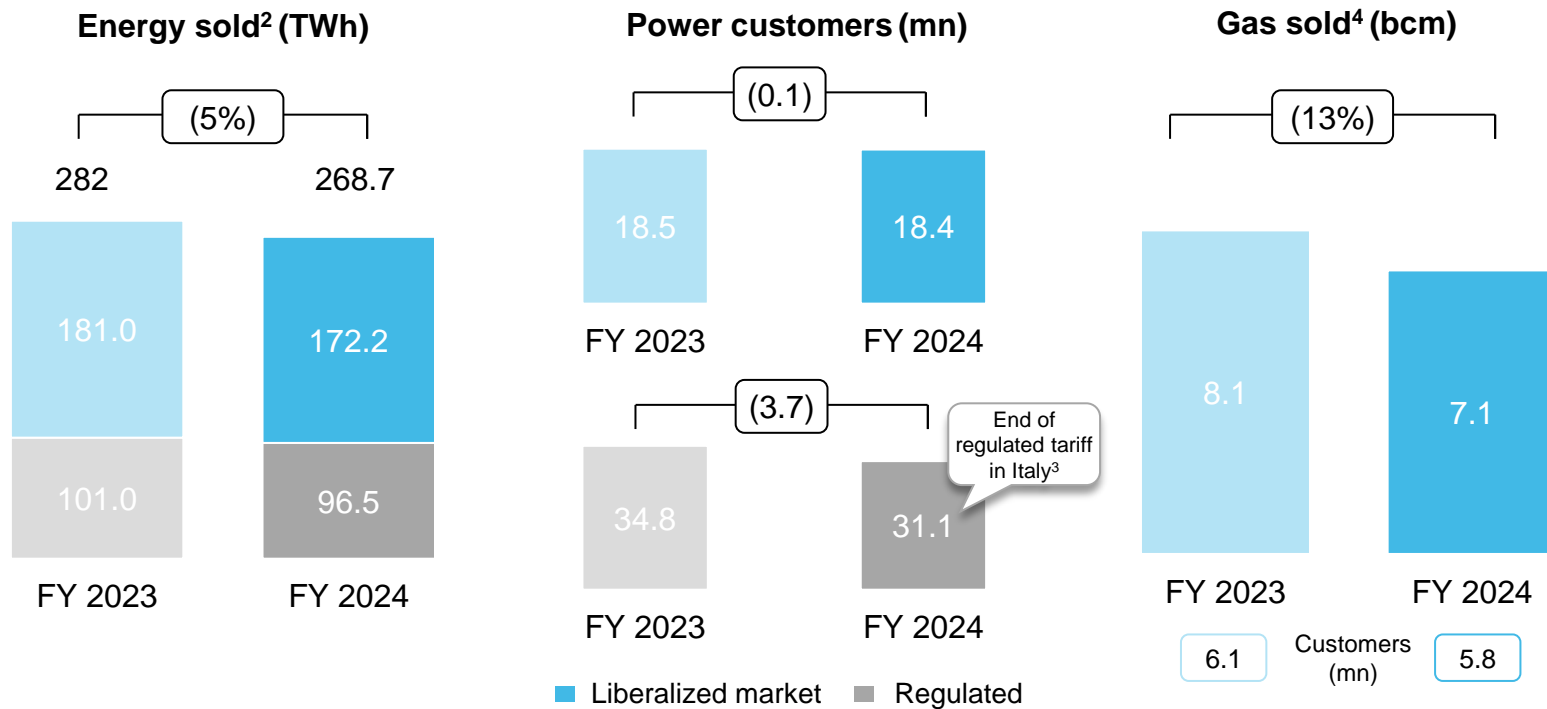 Energy sold² (TWh)
(5%)
282
268.7
181.0
172.2
101.0
96.5
FY 2023
FY 2024
Power customers (mn)
(0.1)
18.5
18.4
FY 2023
FY 2024
(3.7)
End of
regulated tariff
in Italy³
34.8
31.1
FY 2023
FY 2024
Liberalized market
Regulated
Gas sold⁴ (bcm)
(13%)
8.1
7.1
FY 2023
FY 2024
6.1
Customers
(mn)
5.8